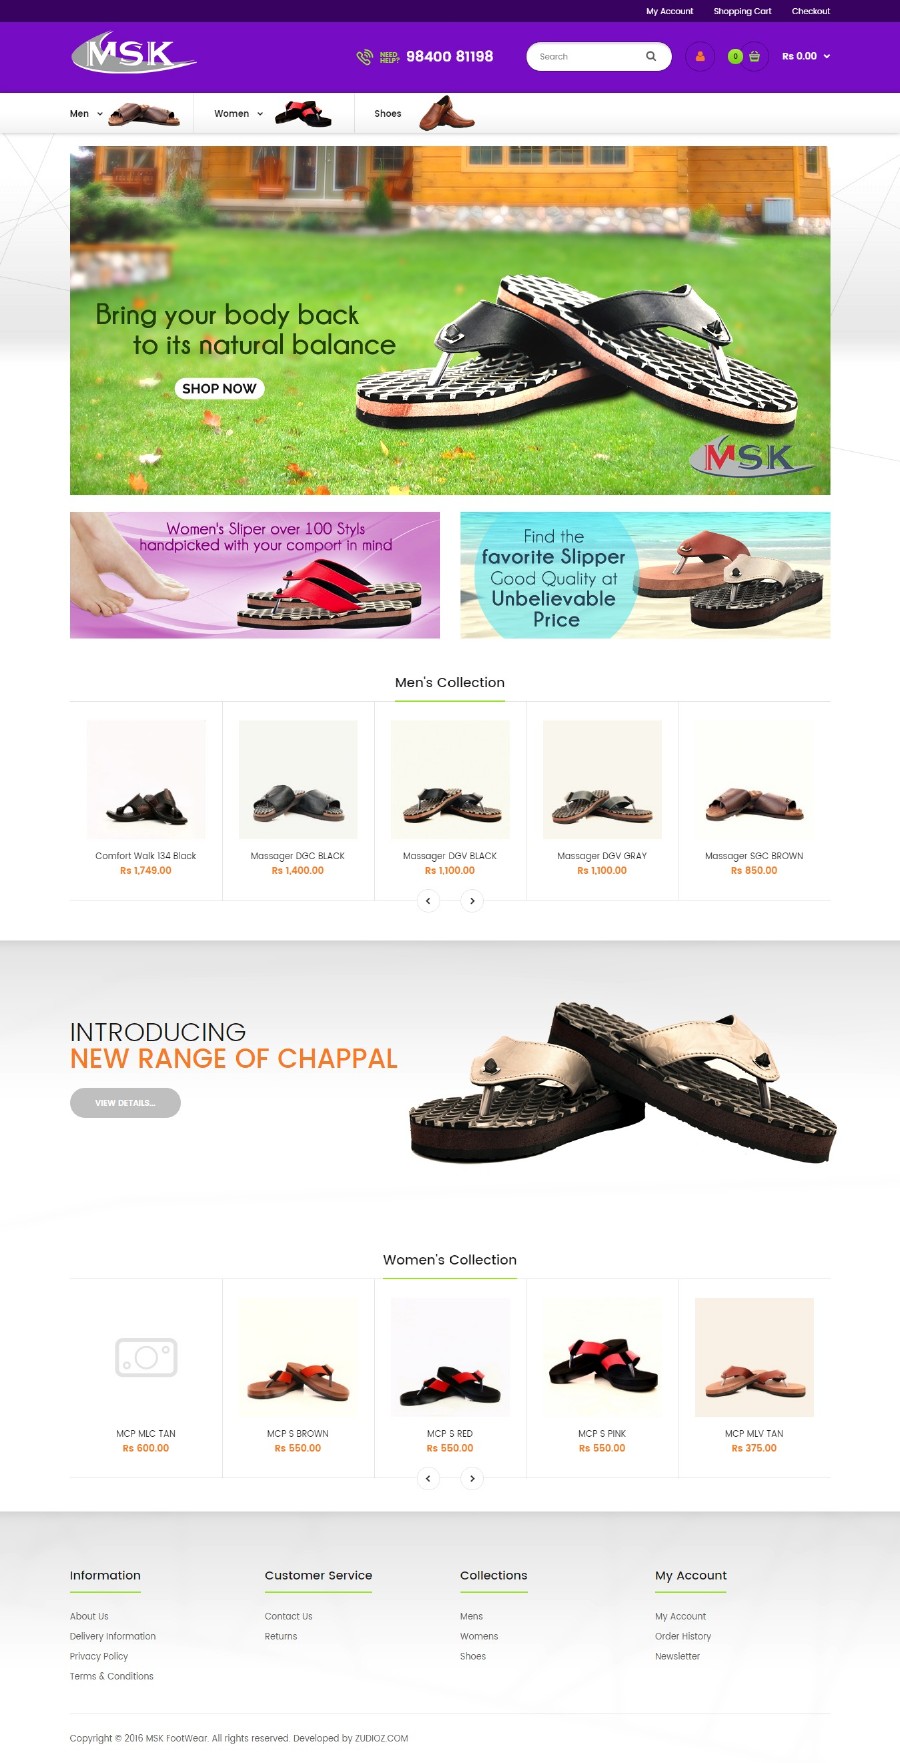 My Account Shopping Cart Checkout
MSK
NEED HELP? 98400 81198
Search
0
Rs 0.00
Men
Women
Shoes
Bring your body back
to its natural balance
SHOP NOW
MSK
Women's Sliper over 100 Styls
handpicked with your comport in mind
Find the
favorite Slipper
Good Quality at
Unbelievable
Price
Men's Collection
Comfort Walk 134 Black
Rs 1,749.00
Massager DGC BLACK
Rs 1,400.00
Massager DGV BLACK
Rs 1,100.00
Massager DGV GRAY
Rs 1,100.00
Massager SGC BROWN
Rs 850.00
INTRODUCING
NEW RANGE OF CHAPPAL
VIEW DETAILS...
Women's Collection
MCP MLC TAN
Rs 600.00
MCP S BROWN
Rs 550.00
MCP S RED
Rs 550.00
MCP S PINK
Rs 550.00
MCP MLV TAN
Rs 375.00
Information
About Us
Delivery Information
Privacy Policy
Terms & Conditions
Customer Service
Contact Us
Returns
Collections
Mens
Womens
Shoes
My Account
My Account
Order History
Newsletter
Copyright © 2016 MSK FootWear. All rights reserved. Developed by ZUDIOZ.COM